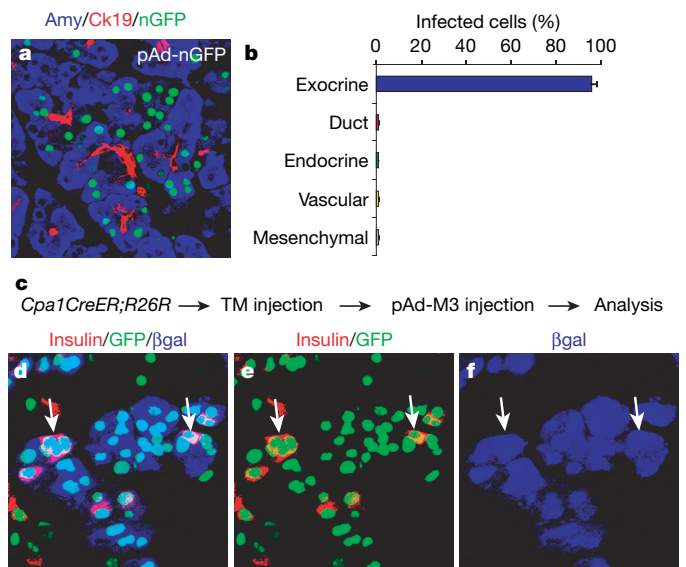 Amy/Ck19/nGFP
a
pAd-nGFP
b
Infected cells (%)
0 20 40 60 80 100
Exocrine
Duct
Endocrine
Vascular
Mesenchymal
c
Cpa1CreER;R26R → TM injection → pAd-M3 injection → Analysis
Insulin/GFP/βgal
d
Insulin/GFP
e
βgal
f